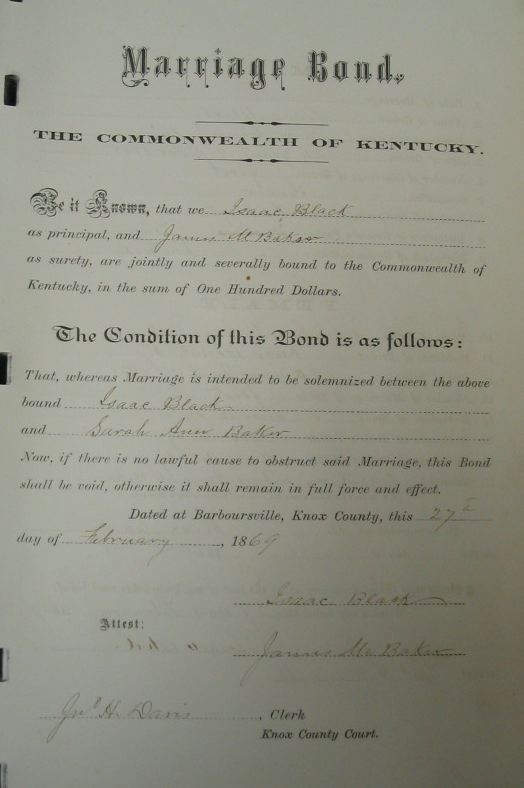 Marriage Bond.
THE COMMONWEALTH OF KENTUCKY.
Be it Known, that we Isaac Black
as principal, and James M Baker
as surety, are jointly and severally bound to the Commonwealth of
Kentucky, in the sum of One Hundred Dollars.
The Condition of this Bond is as follows:
That, whereas Marriage is intended to be solemnized between the above
bound Isaac Black
and Sarah Ann Baker
Now, if there is no lawful cause to obstruct said Marriage, this Bond
shall be void, otherwise it shall remain in full force and effect.
Dated at Barboursville, Knox County, this 27th
day of February, 1869
Isaac Black
Attest:
James M Baker
Jno H Davis, Clerk
Knox County Court.